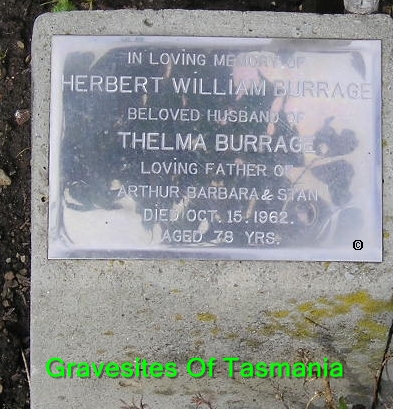 IN LOVING MEMORY OF
HERBERT WILLIAM BURRAGE
BELOVED HUSBAND OF
THELMA BURRAGE
LOVING FATHER OF
ARTHUR BARBARA & STAN
DIED OCT. 15. 1962.
AGED 78 YRS.
©
Gravesites Of Tasmania